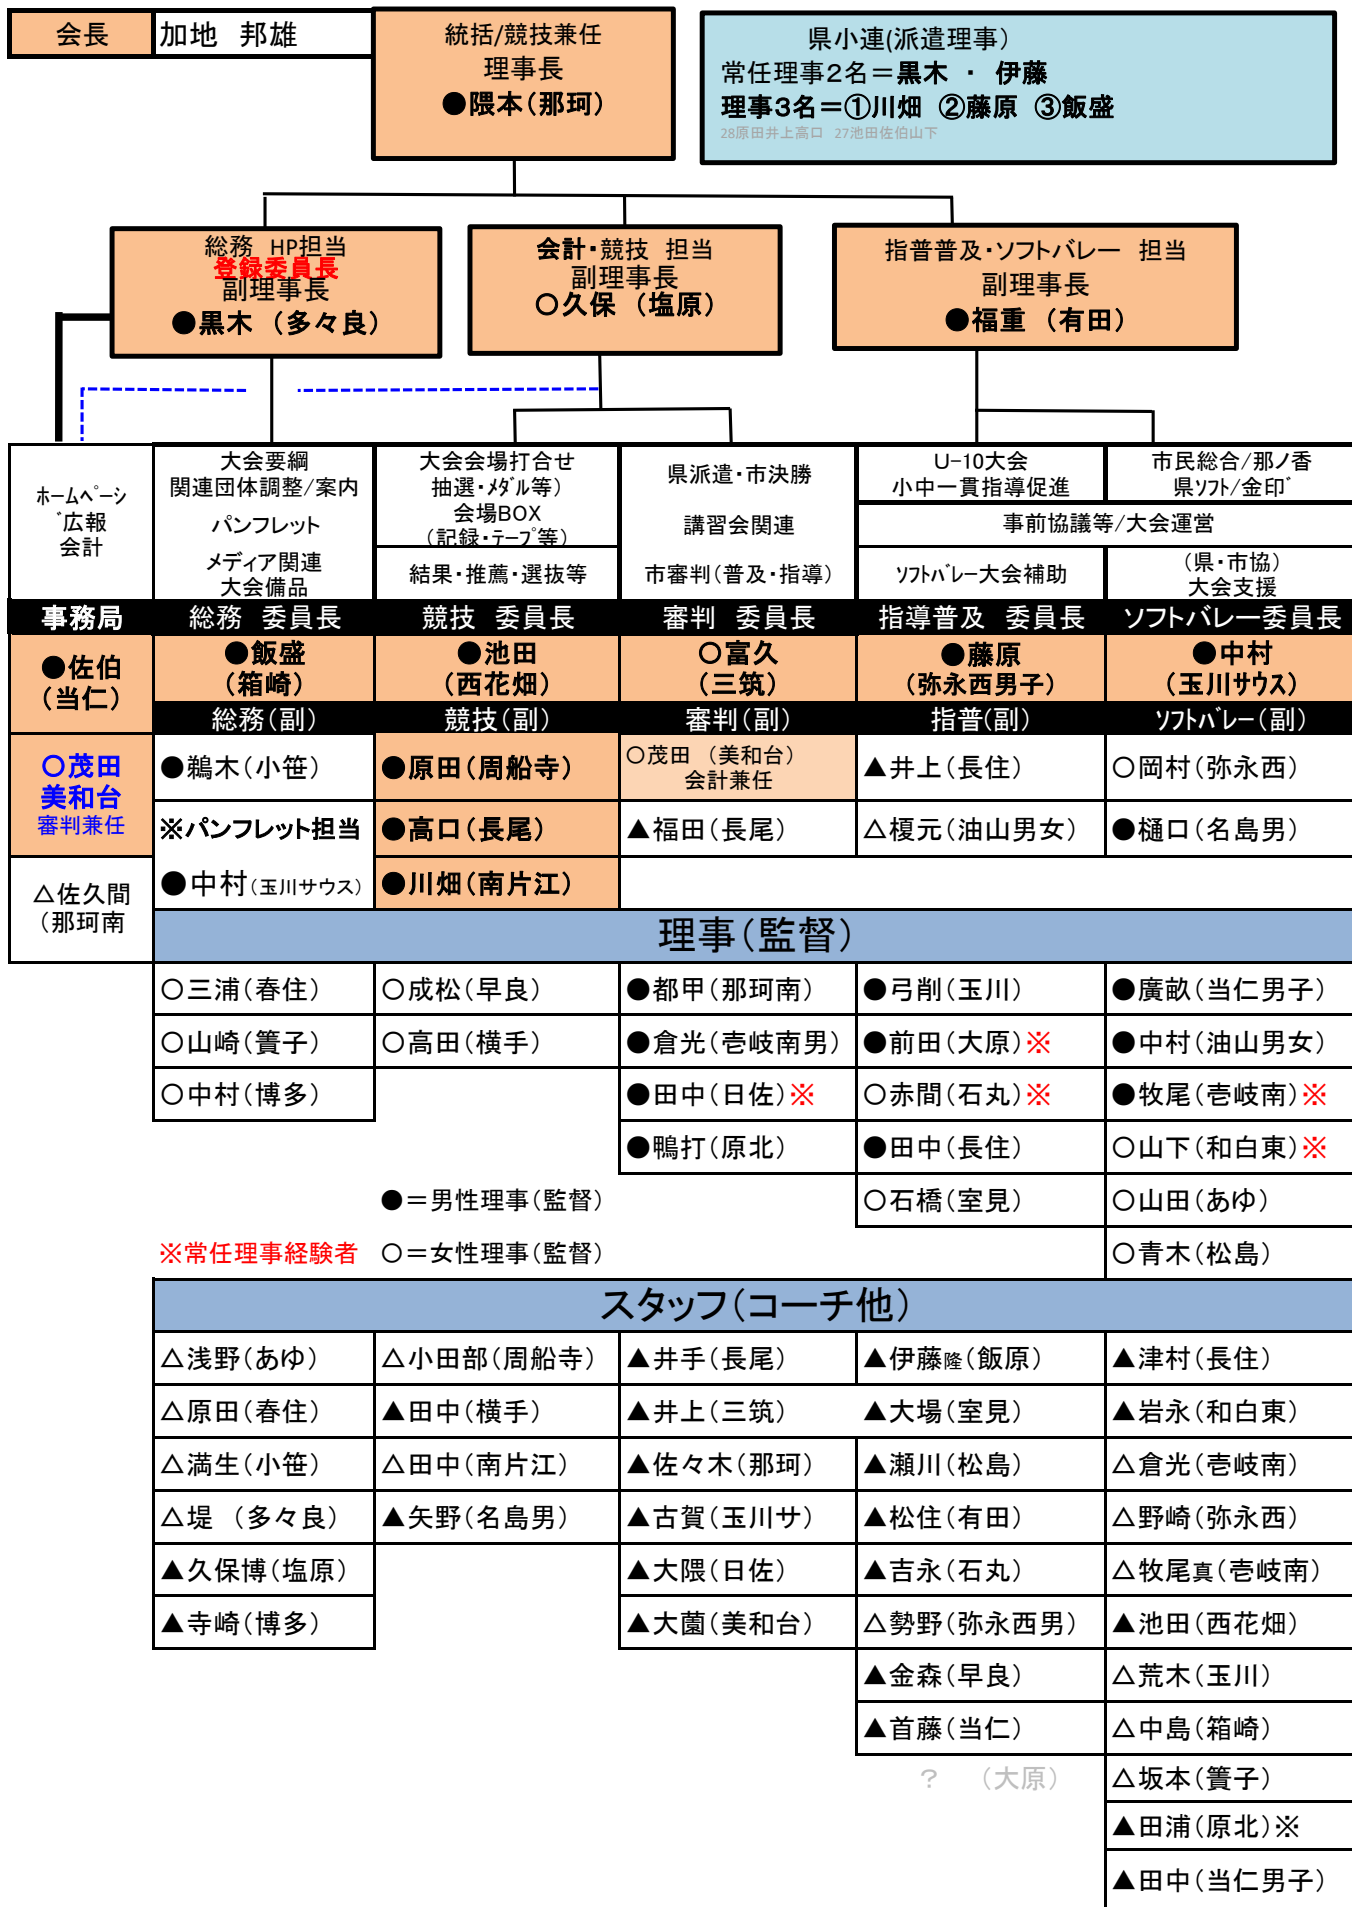 会長
加地　邦雄
統括/競技兼任
理事長
●隈本（那珂）
県小連(派遣理事）
常任理事２名＝黒木　・　伊藤
理事３名＝①川畑　②藤原　③飯盛
28原田井上高口　27池田佐伯山下
総務　HP担当
登録委員長
副理事長
●黒木　（多々良）
会計・競技　担当
副理事長
○久保　（塩原）
指普普及・ソフトバレー　担当
副理事長
●福重　（有田）
ﾎｰﾑﾍﾟｰｼ
ﾞ広報
会計
大会要綱
関連団体調整/案内
パンフレット
メディア関連
大会備品
大会会場打合せ
抽選・ﾒﾀﾞﾙ等）
会場BOX
（記録・ﾃｰﾌﾟ等）
結果・推薦・選抜等
県派遣・市決勝
講習会関連
市審判（普及・指導）
U−10大会
小中一貫指導促進
市民総合/那ノ香
県ソフト/金印ﾞ
事前協議等/大会運営
ｿﾌﾄﾊﾞﾚｰ大会補助
（県・市協）
大会支援
事務局
総務　委員長
競技　委員長
審判　委員長
指導普及　委員長
ソフトバレー委員長
●佐伯
（当仁）
●飯盛
（箱崎）
●池田
（西花畑）
○富久
（三筑）
●藤原
（弥永西男子）
●中村
（玉川ｻｳｽ）
総務（副）
競技（副）
審判（副）
指普(副）
ｿﾌﾄﾊﾞﾚｰ（副）
○茂田
美和台
審判兼任
●鵜木（小笹）
●原田（周船寺）
○茂田　（美和台）
会計兼任
▲井上（長住）
○岡村（弥永西）
※パンフレット担当
●高口（長尾）
▲福田（長尾）
△榎元（油山男女）
●樋口（名島男）
△佐久間
（那珂南
●中村（玉川サウス）
●川畑（南片江）
理事（監督）
○三浦（春住）
○成松（早良）
●都甲（那珂南）
●弓削（玉川）
●廣畝（当仁男子）
○山崎（簀子）
○高田（横手）
●倉光（壱岐南男）
●前田（大原）※
●中村（油山男女）
○中村（博多）
●田中（日佐）※
○赤間（石丸）※
●牧尾（壱岐南）※
●鴨打（原北）
●田中（長住）
○山下（和白東）※
●＝男性理事（監督）
○石橋（室見）
○山田（あゆ）
※常任理事経験者
○＝女性理事（監督）
○青木（松島）
スタッフ（コーチ他）
△浅野（あゆ）
△小田部（周船寺）
▲井手（長尾）
▲伊藤隆（飯原）
▲津村（長住）
△原田（春住）
▲田中（横手）
▲井上（三筑）
▲大場（室見）
▲岩永（和白東）
△満生（小笹）
△田中（南片江）
▲佐々木（那珂）
▲瀬川（松島）
△倉光（壱岐南）
△堤　（多々良）
▲矢野（名島男）
▲古賀（玉川サ）
▲松住（有田）
△野崎（弥永西）
▲久保博（塩原）
▲大隈（日佐）
▲吉永（石丸）
△牧尾真（壱岐南）
▲寺崎（博多）
▲大薗（美和台）
△勢野（弥永西男）
▲池田（西花畑）
▲金森（早良）
△荒木（玉川）
▲首藤（当仁）
△中島（箱崎）
？　（大原）
△坂本（簀子）
▲田浦（原北）※
▲田中（当仁男子）